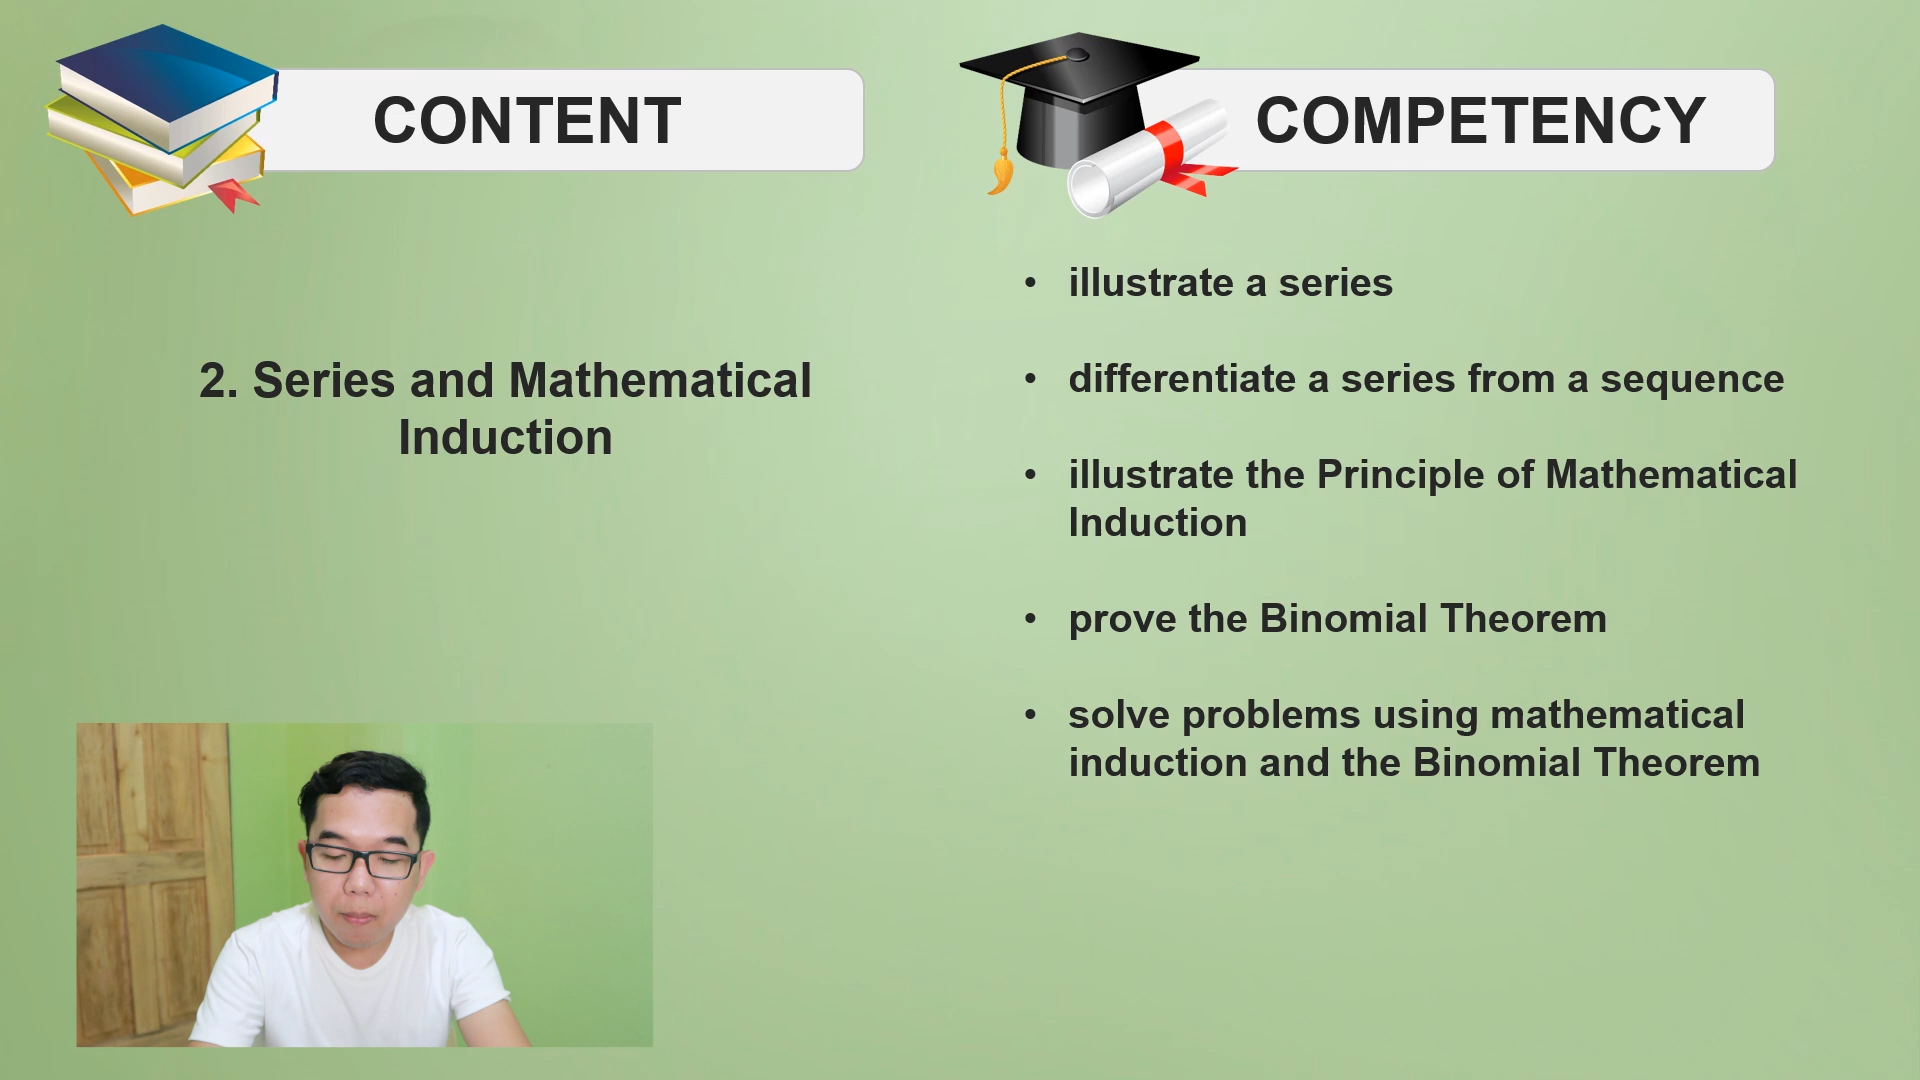 CONTENT
2. Series and Mathematical
Induction
COMPETENCY
• illustrate a series
• differentiate a series from a sequence
• illustrate the Principle of Mathematical
Induction
• prove the Binomial Theorem
• solve problems using mathematical
induction and the Binomial Theorem